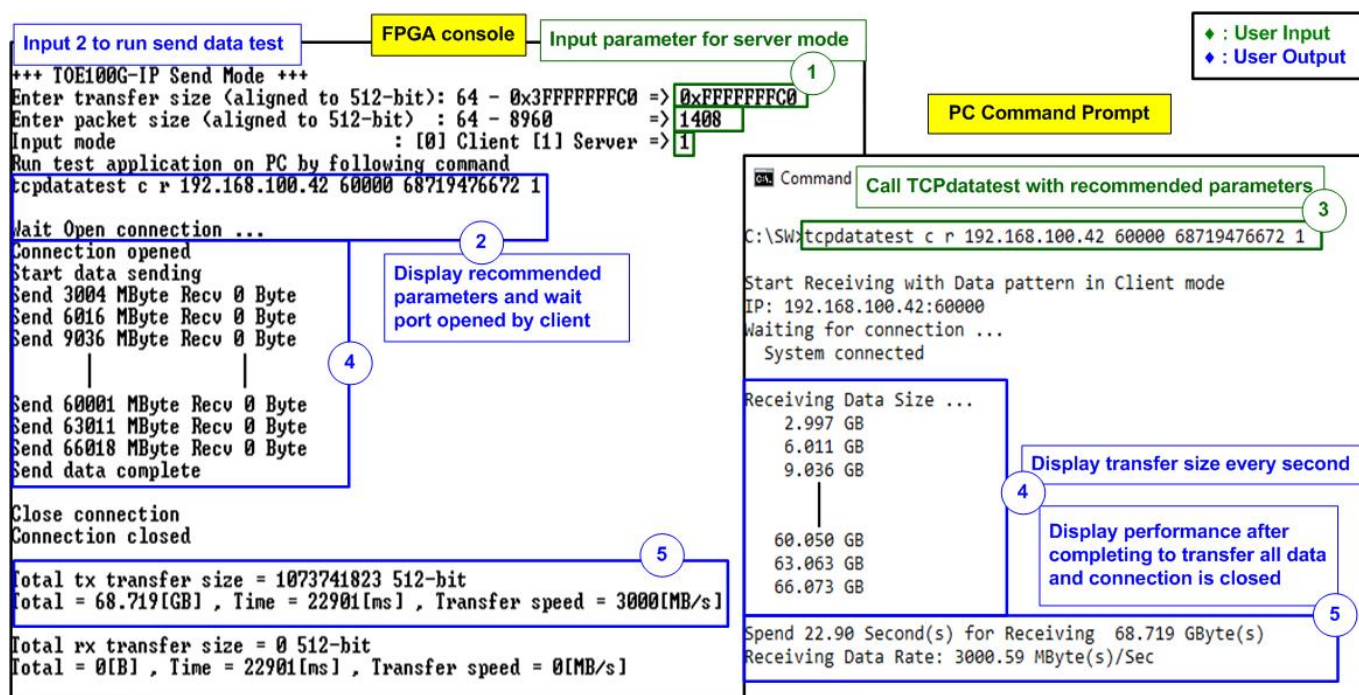 Input 2 to run send data test
FPGA console
Input parameter for server mode
1
♦ : User Input
♦ : User Output
+++ TOE100G-IP Send Mode +++
Enter transfer size (aligned to 512-bit): 64 - 0x3FFFFFFFC0 => 0xFFFFFFFC0
Enter packet size (aligned to 512-bit) : 64 - 8960 => 1408
Input mode : [0] Client [1] Server => 1
Run test application on PC by following command
tcpdatatest c r 192.168.100.42 60000 68719476672 1
Wait Open connection ...
2
Display recommended
parameters and wait
port opened by client
Connection opened
Start data sending
Send 3004 MByte Recv 0 Byte
Send 6016 MByte Recv 0 Byte
Send 9036 MByte Recv 0 Byte
4
Send 60001 MByte Recv 0 Byte
Send 63011 MByte Recv 0 Byte
Send 66018 MByte Recv 0 Byte
Send data complete
Close connection
Connection closed
5
Total tx transfer size = 1073741823 512-bit
Total = 68.719[GB] , Time = 22901[ms] , Transfer speed = 3000[MB/s]
Total rx transfer size = 0 512-bit
Total = 0[B] , Time = 22901[ms] , Transfer speed = 0[MB/s]
PC Command Prompt
Command
Call TCPdatatest with recommended parameters
3
C:\SW>tcpdatatest c r 192.168.100.42 60000 68719476672 1
Start Receiving with Data pattern in Client mode
IP: 192.168.100.42:60000
Waiting for connection ...
System connected
Receiving Data Size ...
2.997 GB
6.011 GB
9.036 GB
60.050 GB
63.063 GB
66.073 GB
Display transfer size every second
4
Display performance after
completing to transfer all data
and connection is closed
5
Spend 22.90 Second(s) for Receiving 68.719 GByte(s)
Receiving Data Rate: 3000.59 MByte(s)/Sec